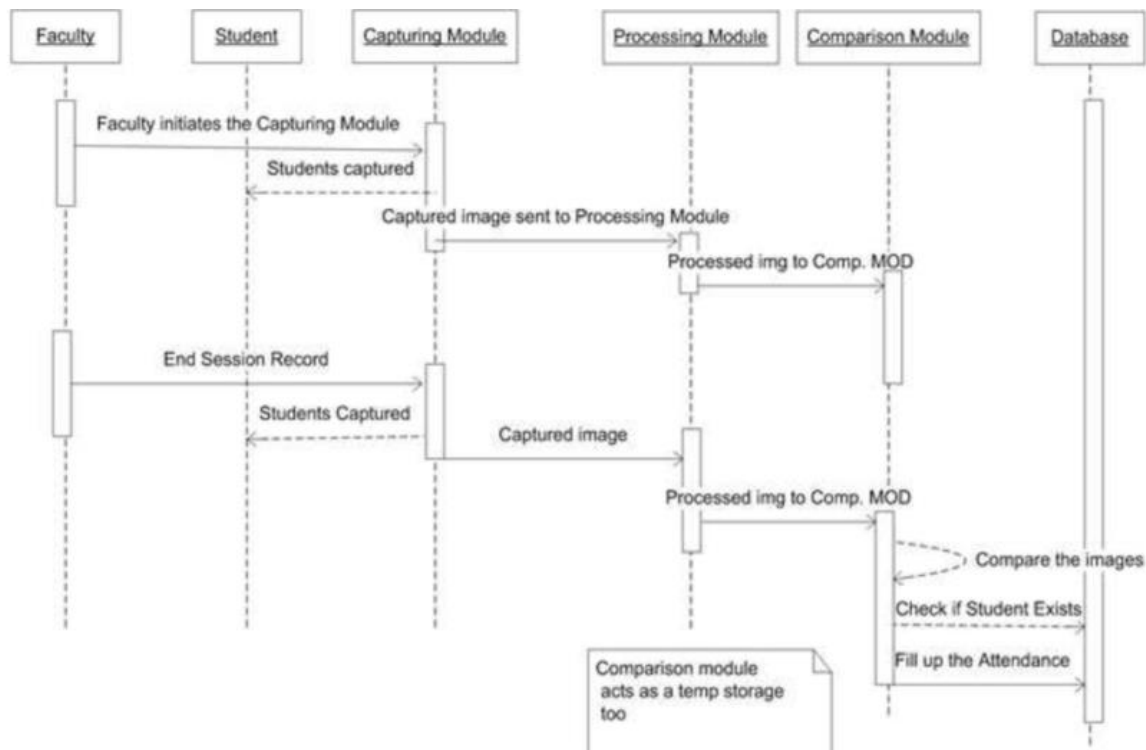 Faculty
Student
Capturing Module
Processing Module
Comparison Module
Database
Faculty initiates the Capturing Module
Students captured
Captured image sent to Processing Module
Processed img to Comp. MOD
End Session Record
Students Captured
Captured image
Processed img to Comp. MOD
Compare the images
Check if Student Exists
Fill up the Attendance
Comparison module
acts as a temp storage
too